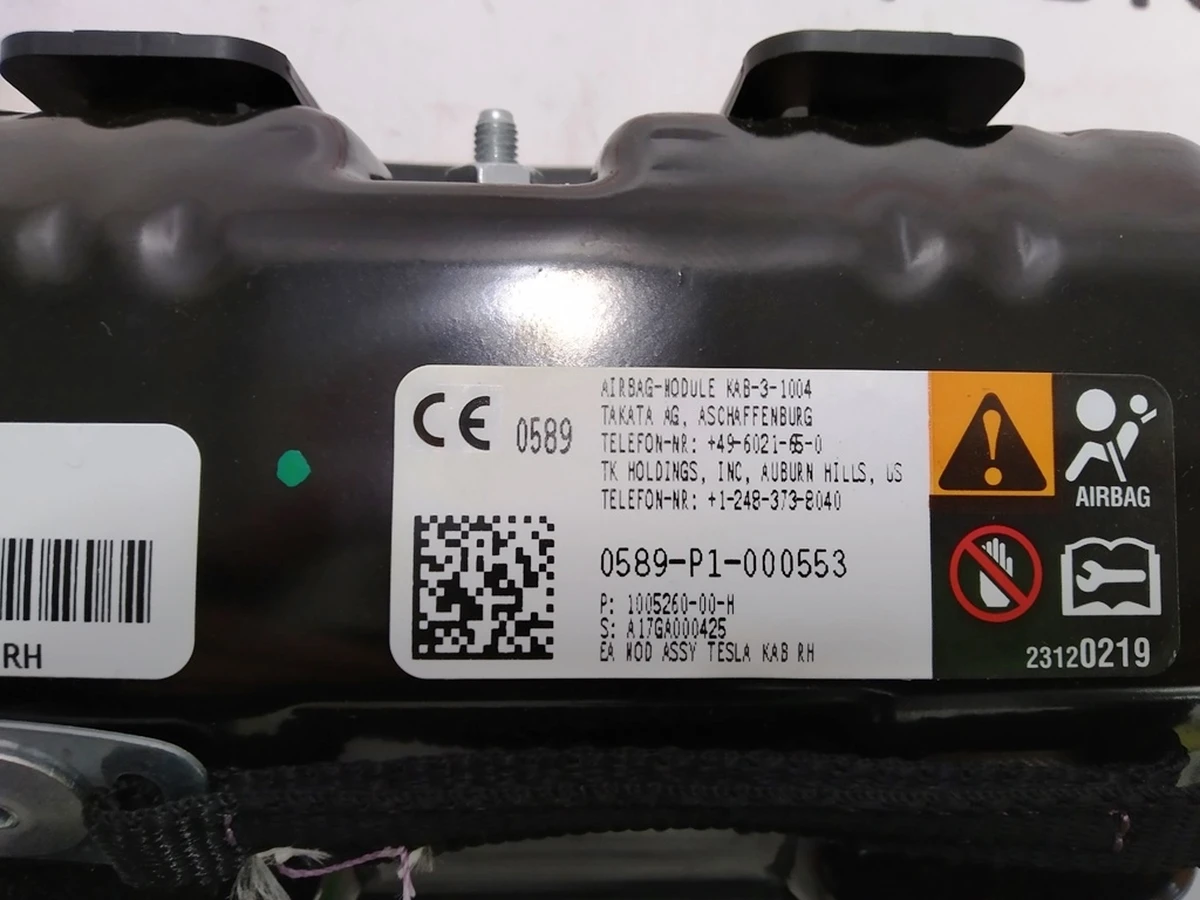 CE 0589
AIRBAG-MODULE KAB-3-1004
TAKATA AG, ASCHAFFENBURG
TELEFON-NR: +49-6021-65-0
TK HOLDINGS, INC, AUBURN HILLS, US
TELEFON-NR: +1-248-373-8040
0589-P1-000553
P: 1005260-00-H
S: A17GA000425
EA MOD ASSY TESLA KAB RH
AIRBAG
23120219
RH